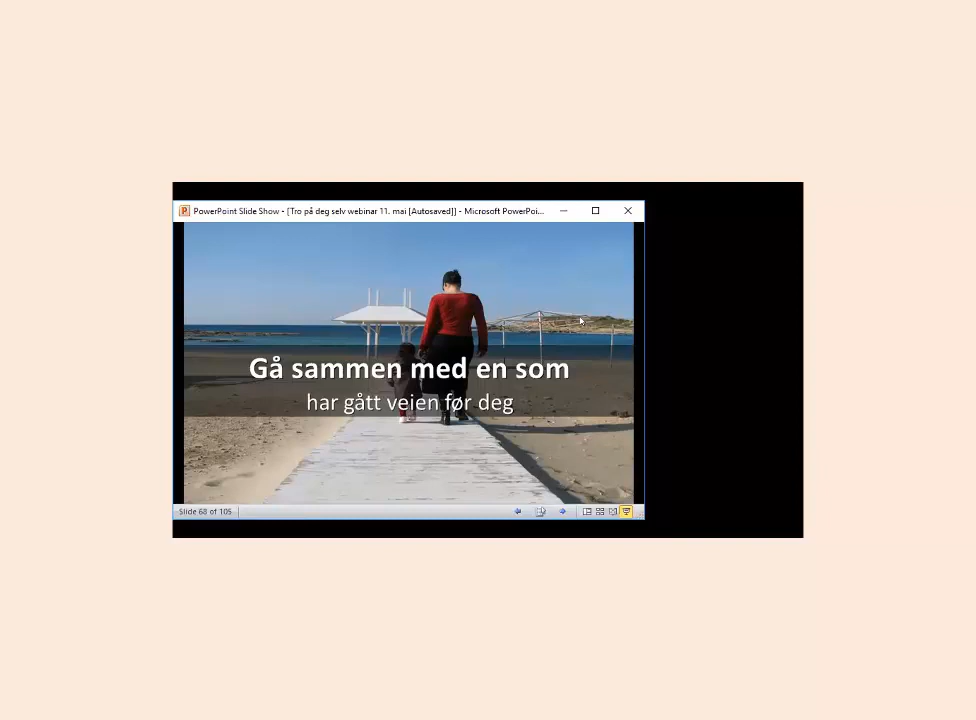 PowerPoint Slide Show - [Tro på deg selv webinar 11. mai [Autosaved]] - Microsoft PowerPoi...
Gå sammen med en som
har gått veien før deg
Slide 68 of 105